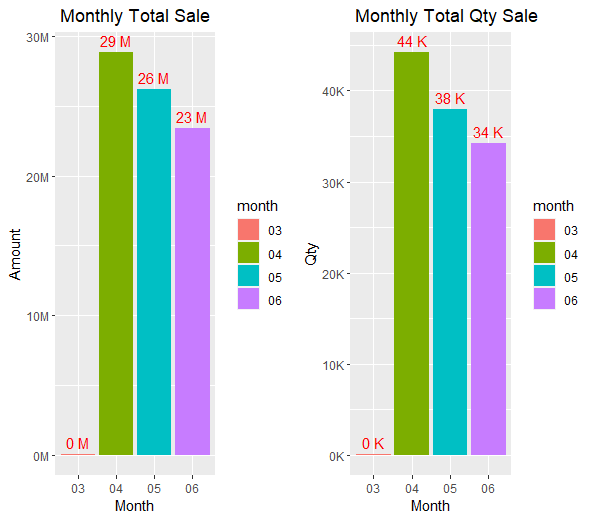 Monthly Total Sale
Amount
30M
20M
10M
0M
0 M
29 M
26 M
23 M
03
04
05
06
Month
month
03
04
05
06
Monthly Total Qty Sale
Qty
40K
30K
20K
10K
0K
0 K
44 K
38 K
34 K
03
04
05
06
Month
month
03
04
05
06